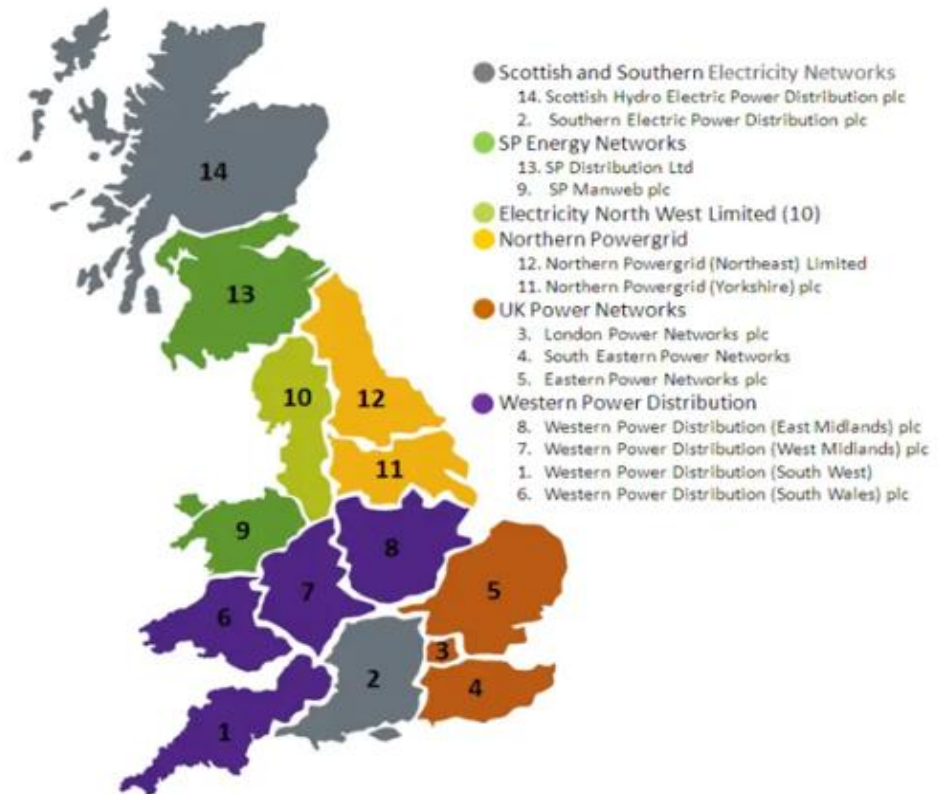 Scottish and Southern Electricity Networks
14. Scottish Hydro Electric Power Distribution plc
2. Southern Electric Power Distribution plc
SP Energy Networks
13. SP Distribution Ltd
9. SP Manweb plc
Electricity North West Limited (10)
Northern Powergrid
12. Northern Powergrid (Northeast) Limited
11. Northern Powergrid (Yorkshire) plc
UK Power Networks
3. London Power Networks plc
4. South Eastern Power Networks
5. Eastern Power Networks plc
Western Power Distribution
8. Western Power Distribution (East Midlands) plc
7. Western Power Distribution (West Midlands) plc
1. Western Power Distribution (South West)
6. Western Power Distribution (South Wales) plc
14
13
10
12
11
9
8
7
6
5
3
2
4
1